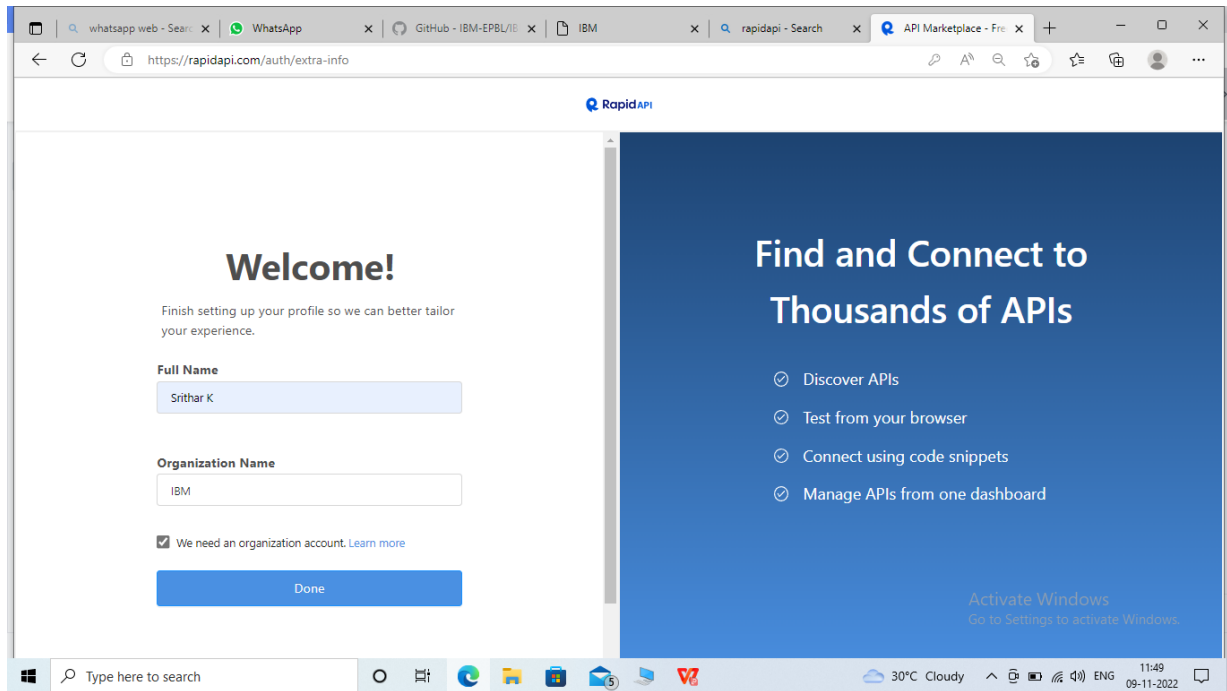 whatsapp web - Searc
WhatsApp
GitHub - IBM-EPBL/IB
IBM
rapidapi - Search
API Marketplace - Fre
https://rapidapi.com/auth/extra-info
Rapid API
Welcome!
Finish setting up your profile so we can better tailor
your experience.
Full Name
Srithar K
Organization Name
IBM
We need an organization account. Learn more
Done
Find and Connect to
Thousands of APIs
Discover APIs
Test from your browser
Connect using code snippets
Manage APIs from one dashboard
Activate Windows
Go to Settings to activate Windows.
Type here to search
5
30°C Cloudy
ENG
11:49
09-11-2022